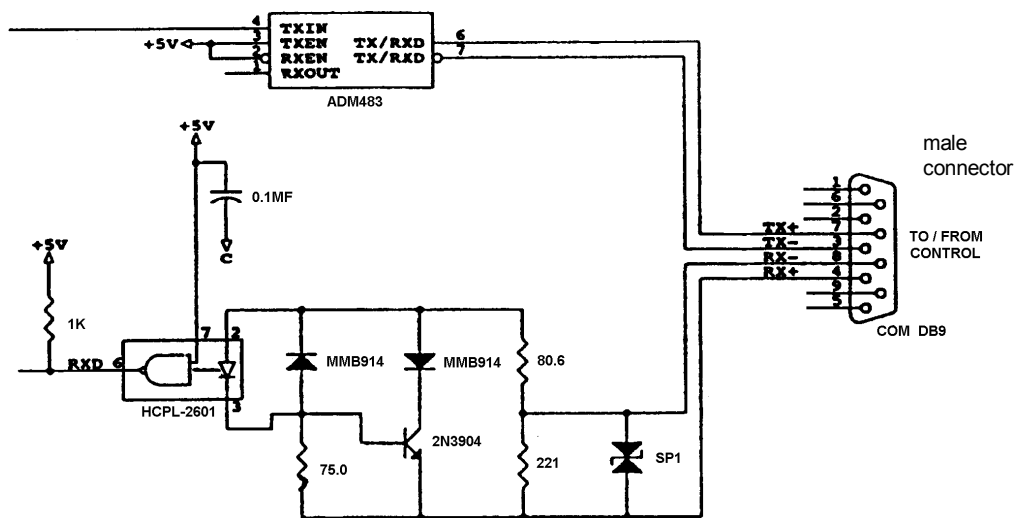 4 TXIN
3 TXEN TX/RXD 6
2 RXEN TX/RXD 7
1 RXOUT
+5V
ADM483
+5V
0.1MF
C
+5V
1K
RXD 6
7 2
3
HCPL-2601
MMB914
MMB914
80.6
2N3904
75.0
221
SP1
male
connector
1
6
2
TX+ 7
TX- 3
RX- 8
RX+ 4
9
5
TO / FROM
CONTROL
COM DB9